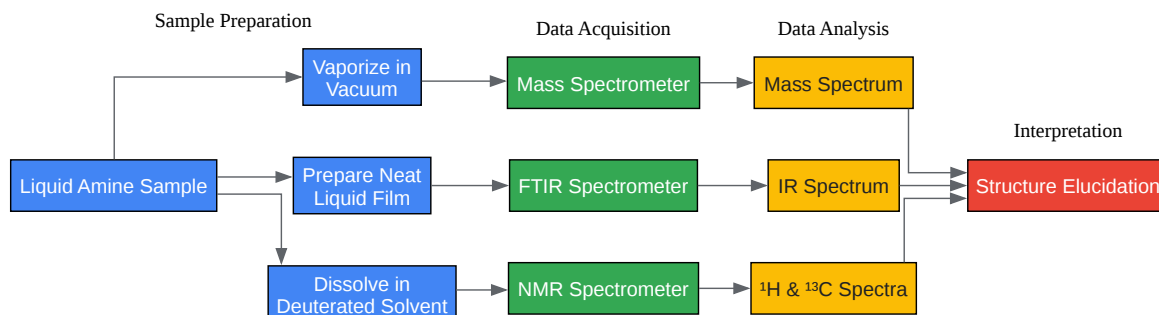 Sample Preparation
Data Acquisition
Data Analysis
Vaporize in
Vacuum
Mass Spectrometer
Mass Spectrum
Interpretation
Liquid Amine Sample
Prepare Neat
Liquid Film
FTIR Spectrometer
IR Spectrum
Structure Elucidation
Dissolve in
Deuterated Solvent
NMR Spectrometer
¹H & ¹³C Spectra